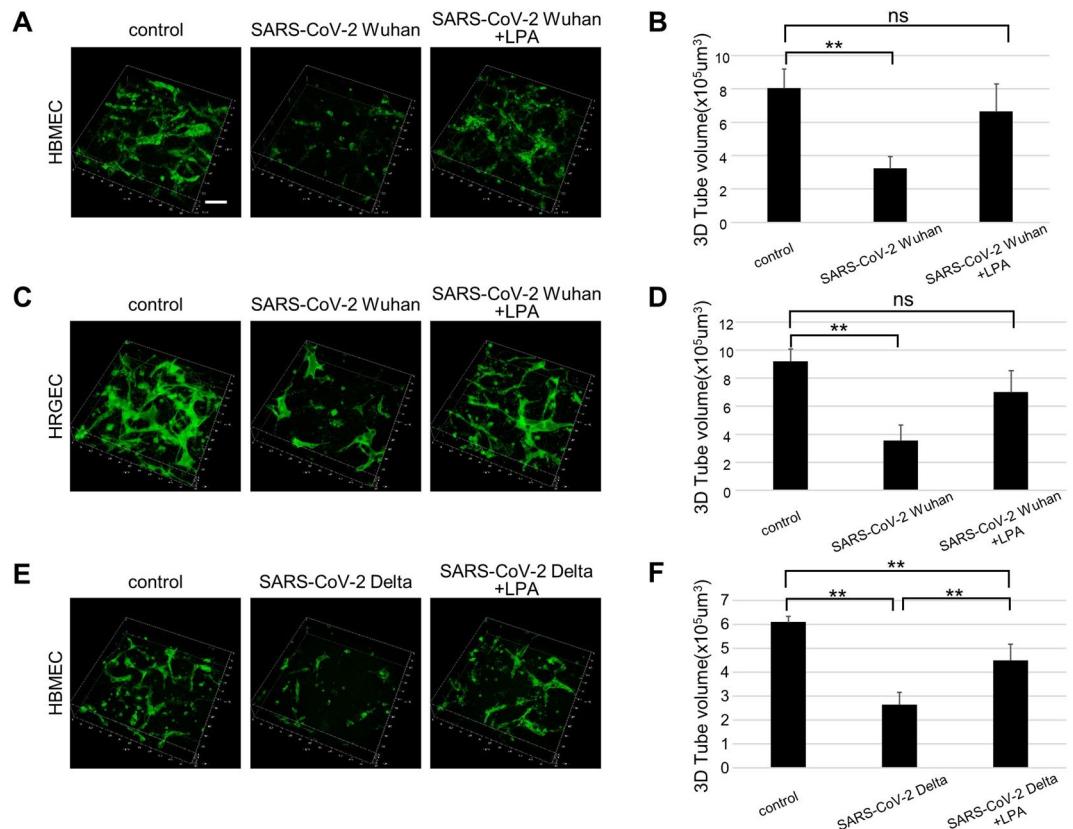 A
control
SARS-CoV-2 Wuhan
SARS-CoV-2 Wuhan
+LPA
HBMEC
B
ns
**
3D Tube volume(x10⁵um³)
10
8
6
4
2
0
control
SARS-CoV-2 Wuhan
SARS-CoV-2 Wuhan
+LPA
C
control
SARS-CoV-2 Wuhan
SARS-CoV-2 Wuhan
+LPA
HRGEC
D
ns
**
3D Tube volume(x10⁵um³)
12
10
8
6
4
2
0
control
SARS-CoV-2 Wuhan
SARS-CoV-2 Wuhan
+LPA
E
control
SARS-CoV-2 Delta
SARS-CoV-2 Delta
+LPA
HBMEC
F
**
** **
3D Tube volume(x10⁵um³)
7
6
5
4
3
2
1
0
control
SARS-CoV-2 Delta
SARS-CoV-2 Delta
+LPA